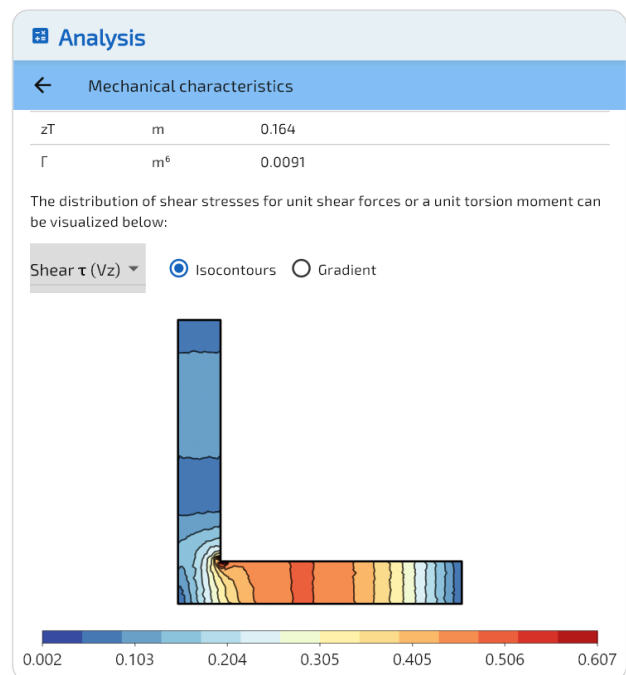 Analysis
Mechanical characteristics
zT m 0.164
Γ m⁶ 0.0091
The distribution of shear stresses for unit shear forces or a unit torsion moment can
be visualized below:
Shear τ (Vz) Isocontours Gradient
0.002 0.103 0.204 0.305 0.405 0.506 0.607